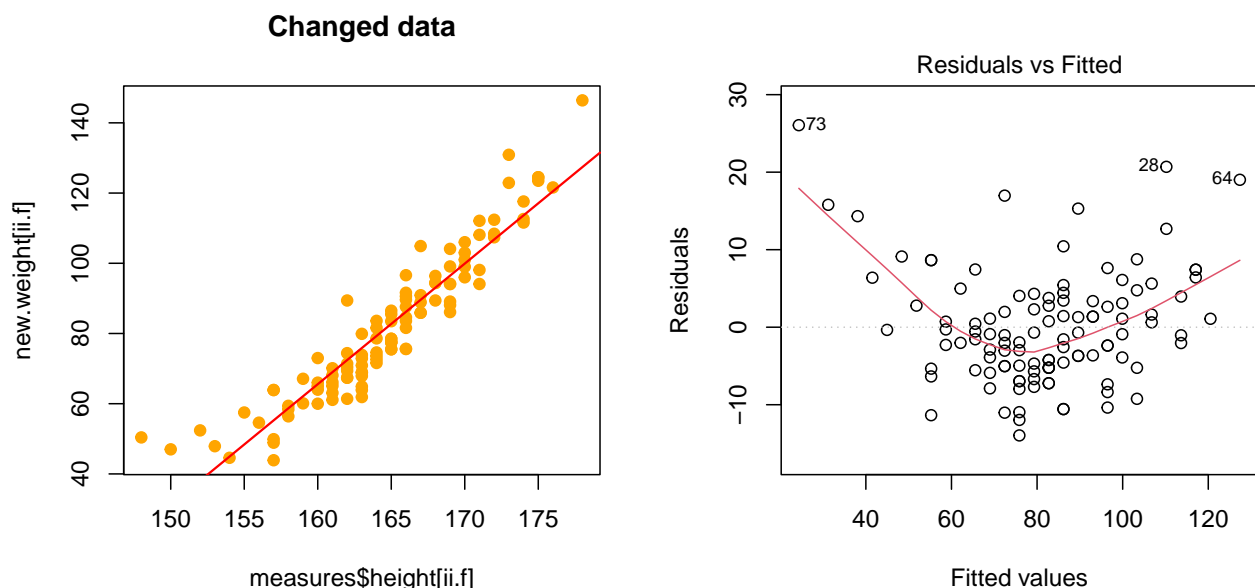 Changed data
new.weight[ii.f]
140
120
100
80
60
40
150 155 160 165 170 175
measures$height[ii.f]
Residuals vs Fitted
Residuals
30
20
10
0
−10
73
28
64
40 60 80 100 120
Fitted values